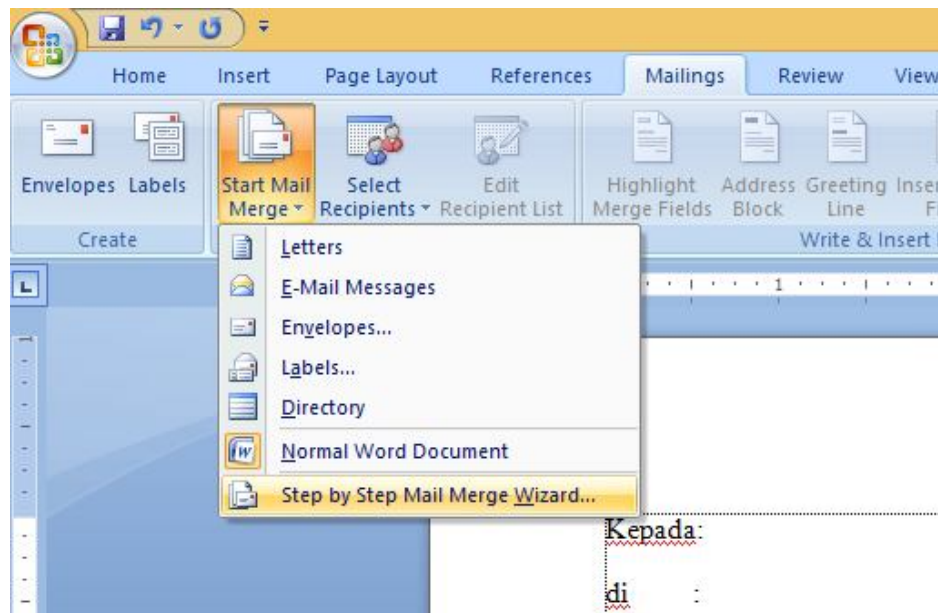 Home Insert Page Layout References Mailings Review View
Envelopes Labels Start Mail Merge Select Recipients Edit Recipient List Highlight Merge Fields Address Block Greeting Line
Create Write & Insert
Letters
E-Mail Messages
Envelopes...
Labels...
Directory
Normal Word Document
Step by Step Mail Merge Wizard...
L
1
1
Kepada:
di :